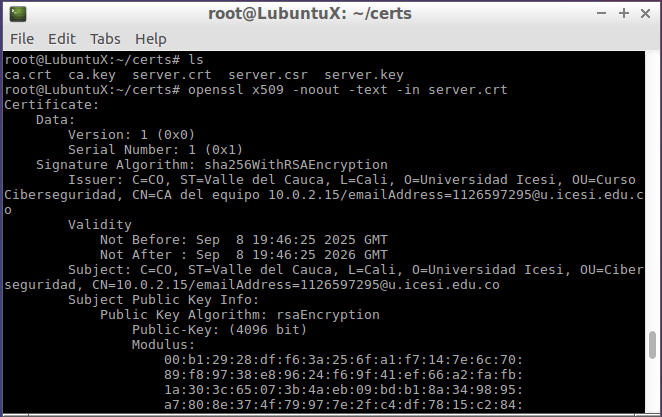 root@LubuntuX: ~/certs
File Edit Tabs Help
root@LubuntuX:~/certs# ls
ca.crt  ca.key  server.crt  server.csr  server.key
root@LubuntuX:~/certs# openssl x509 -noout -text -in server.crt
Certificate:
    Data:
        Version: 1 (0x0)
        Serial Number: 1 (0x1)
    Signature Algorithm: sha256WithRSAEncryption
        Issuer: C=CO, ST=Valle del Cauca, L=Cali, O=Universidad Icesi, OU=Curso
Ciberseguridad, CN=CA del equipo 10.0.2.15/emailAddress=1126597295@u.icesi.edu.c
o
        Validity
            Not Before: Sep  8 19:46:25 2025 GMT
            Not After : Sep  8 19:46:25 2026 GMT
        Subject: C=CO, ST=Valle del Cauca, L=Cali, O=Universidad Icesi, OU=Ciber
seguridad, CN=10.0.2.15/emailAddress=1126597295@u.icesi.edu.co
        Subject Public Key Info:
            Public Key Algorithm: rsaEncryption
                Public-Key: (4096 bit)
                Modulus:
                    00:b1:29:28:df:f6:3a:25:6f:a1:f7:14:7e:6c:70:
                    89:f8:97:38:e8:96:24:f6:9f:41:ef:66:a2:fa:fb:
                    1a:30:3c:65:07:3b:4a:eb:09:bd:b1:8a:34:98:95:
                    a7:80:8e:37:4f:79:97:7e:2f:c4:df:78:15:c2:84: